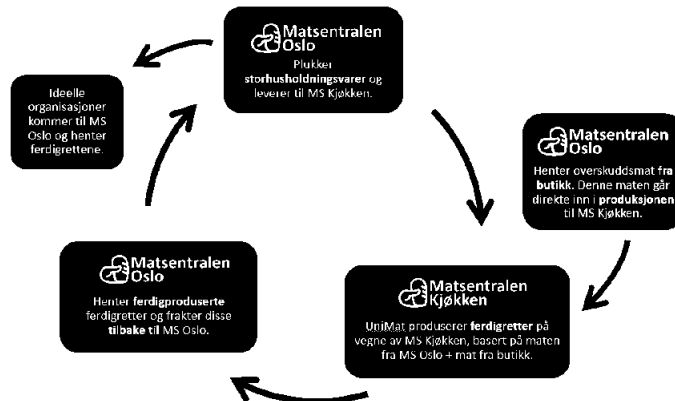 Matsentralen
Oslo
Plukker
storhusholdningsvarer og
leverer til MS Kjøkken.
Ideelle
organisasjoner
kommer til MS
Oslo og henter
ferdigrettene.
Matsentralen
Oslo
Henter overskuddsmat fra
butikk. Denne maten går
direkte inn i produksjonen
til MS Kjøkken.
Matsentralen
Oslo
Henter ferdigproduserte
ferdigretter og frakter disse
tilbake til MS Oslo.
Matsentralen
Kjøkken
UniMat produserer ferdigretter på
vegne av MS Kjøkken, basert på maten
fra MS Oslo + mat fra butikk.